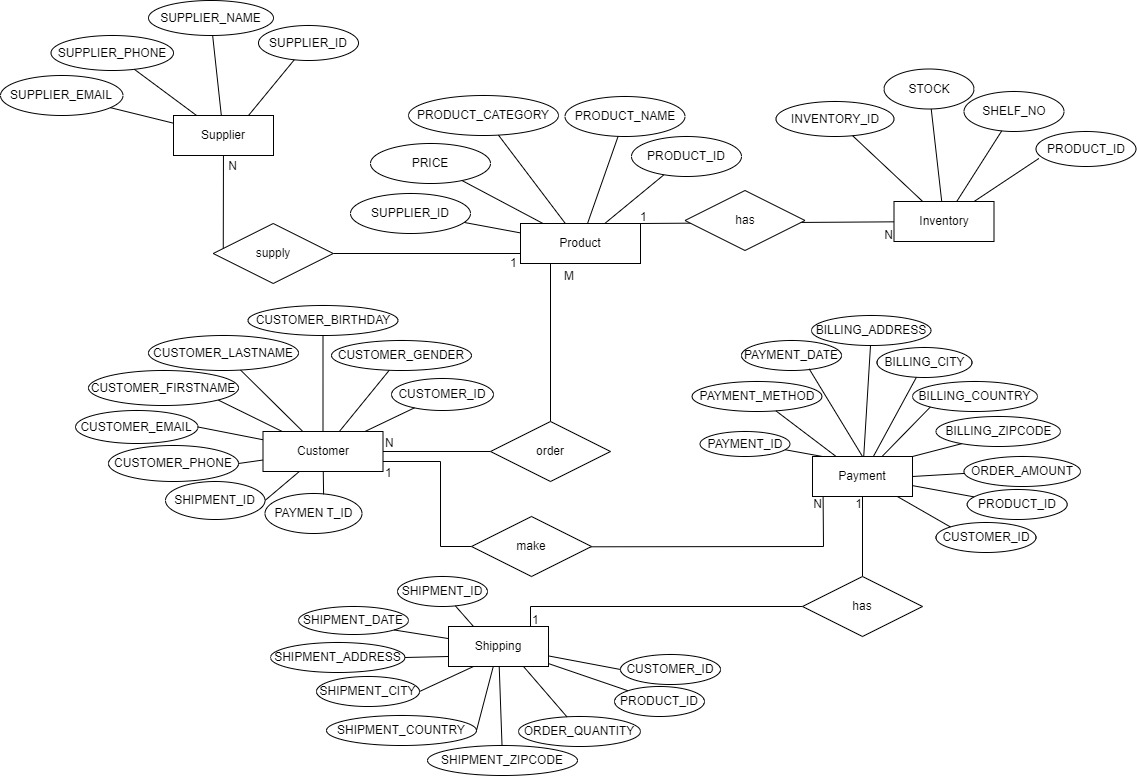 SUPPLIER_NAME
SUPPLIER_ID
SUPPLIER_PHONE
SUPPLIER_EMAIL
Supplier
N
supply
1
PRODUCT_CATEGORY
PRODUCT_NAME
PRICE
PRODUCT_ID
SUPPLIER_ID
Product
1
M
has
STOCK
INVENTORY_ID
SHELF_NO
PRODUCT_ID
Inventory
N
CUSTOMER_BIRTHDAY
CUSTOMER_LASTNAME
CUSTOMER_GENDER
CUSTOMER_FIRSTNAME
CUSTOMER_ID
CUSTOMER_EMAIL
CUSTOMER_PHONE
SHIPMENT_ID
PAYMEN T_ID
Customer
N
1
order
make
BILLING_ADDRESS
PAYMENT_DATE
BILLING_CITY
PAYMENT_METHOD
BILLING_COUNTRY
PAYMENT_ID
BILLING_ZIPCODE
ORDER_AMOUNT
PRODUCT_ID
CUSTOMER_ID
Payment
N
1
has
1
SHIPMENT_ID
SHIPMENT_DATE
SHIPMENT_ADDRESS
SHIPMENT_CITY
SHIPMENT_COUNTRY
SHIPMENT_ZIPCODE
ORDER_QUANTITY
PRODUCT_ID
CUSTOMER_ID
Shipping